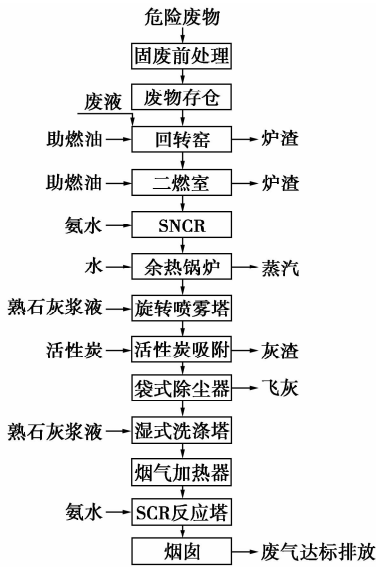 危险废物
固废前处理
废液
废物存仓
助燃油
回转窑
炉渣
助燃油
二燃室
炉渣
氨水
SNCR
水
余热锅炉
蒸汽
熟石灰浆液
旋转喷雾塔
活性炭
活性炭吸附
灰渣
袋式除尘器
飞灰
熟石灰浆液
湿式洗涤塔
烟气加热器
氨水
SCR反应塔
烟囱
废气达标排放